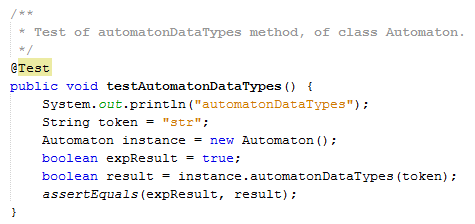 /**
 * Test of automatonDataTypes method, of class Automaton.
 */
@Test
public void testAutomatonDataTypes() {
    System.out.println("automatonDataTypes");
    String token = "str";
    Automaton instance = new Automaton();
    boolean expResult = true;
    boolean result = instance.automatonDataTypes(token);
    assertEquals(expResult, result);
}